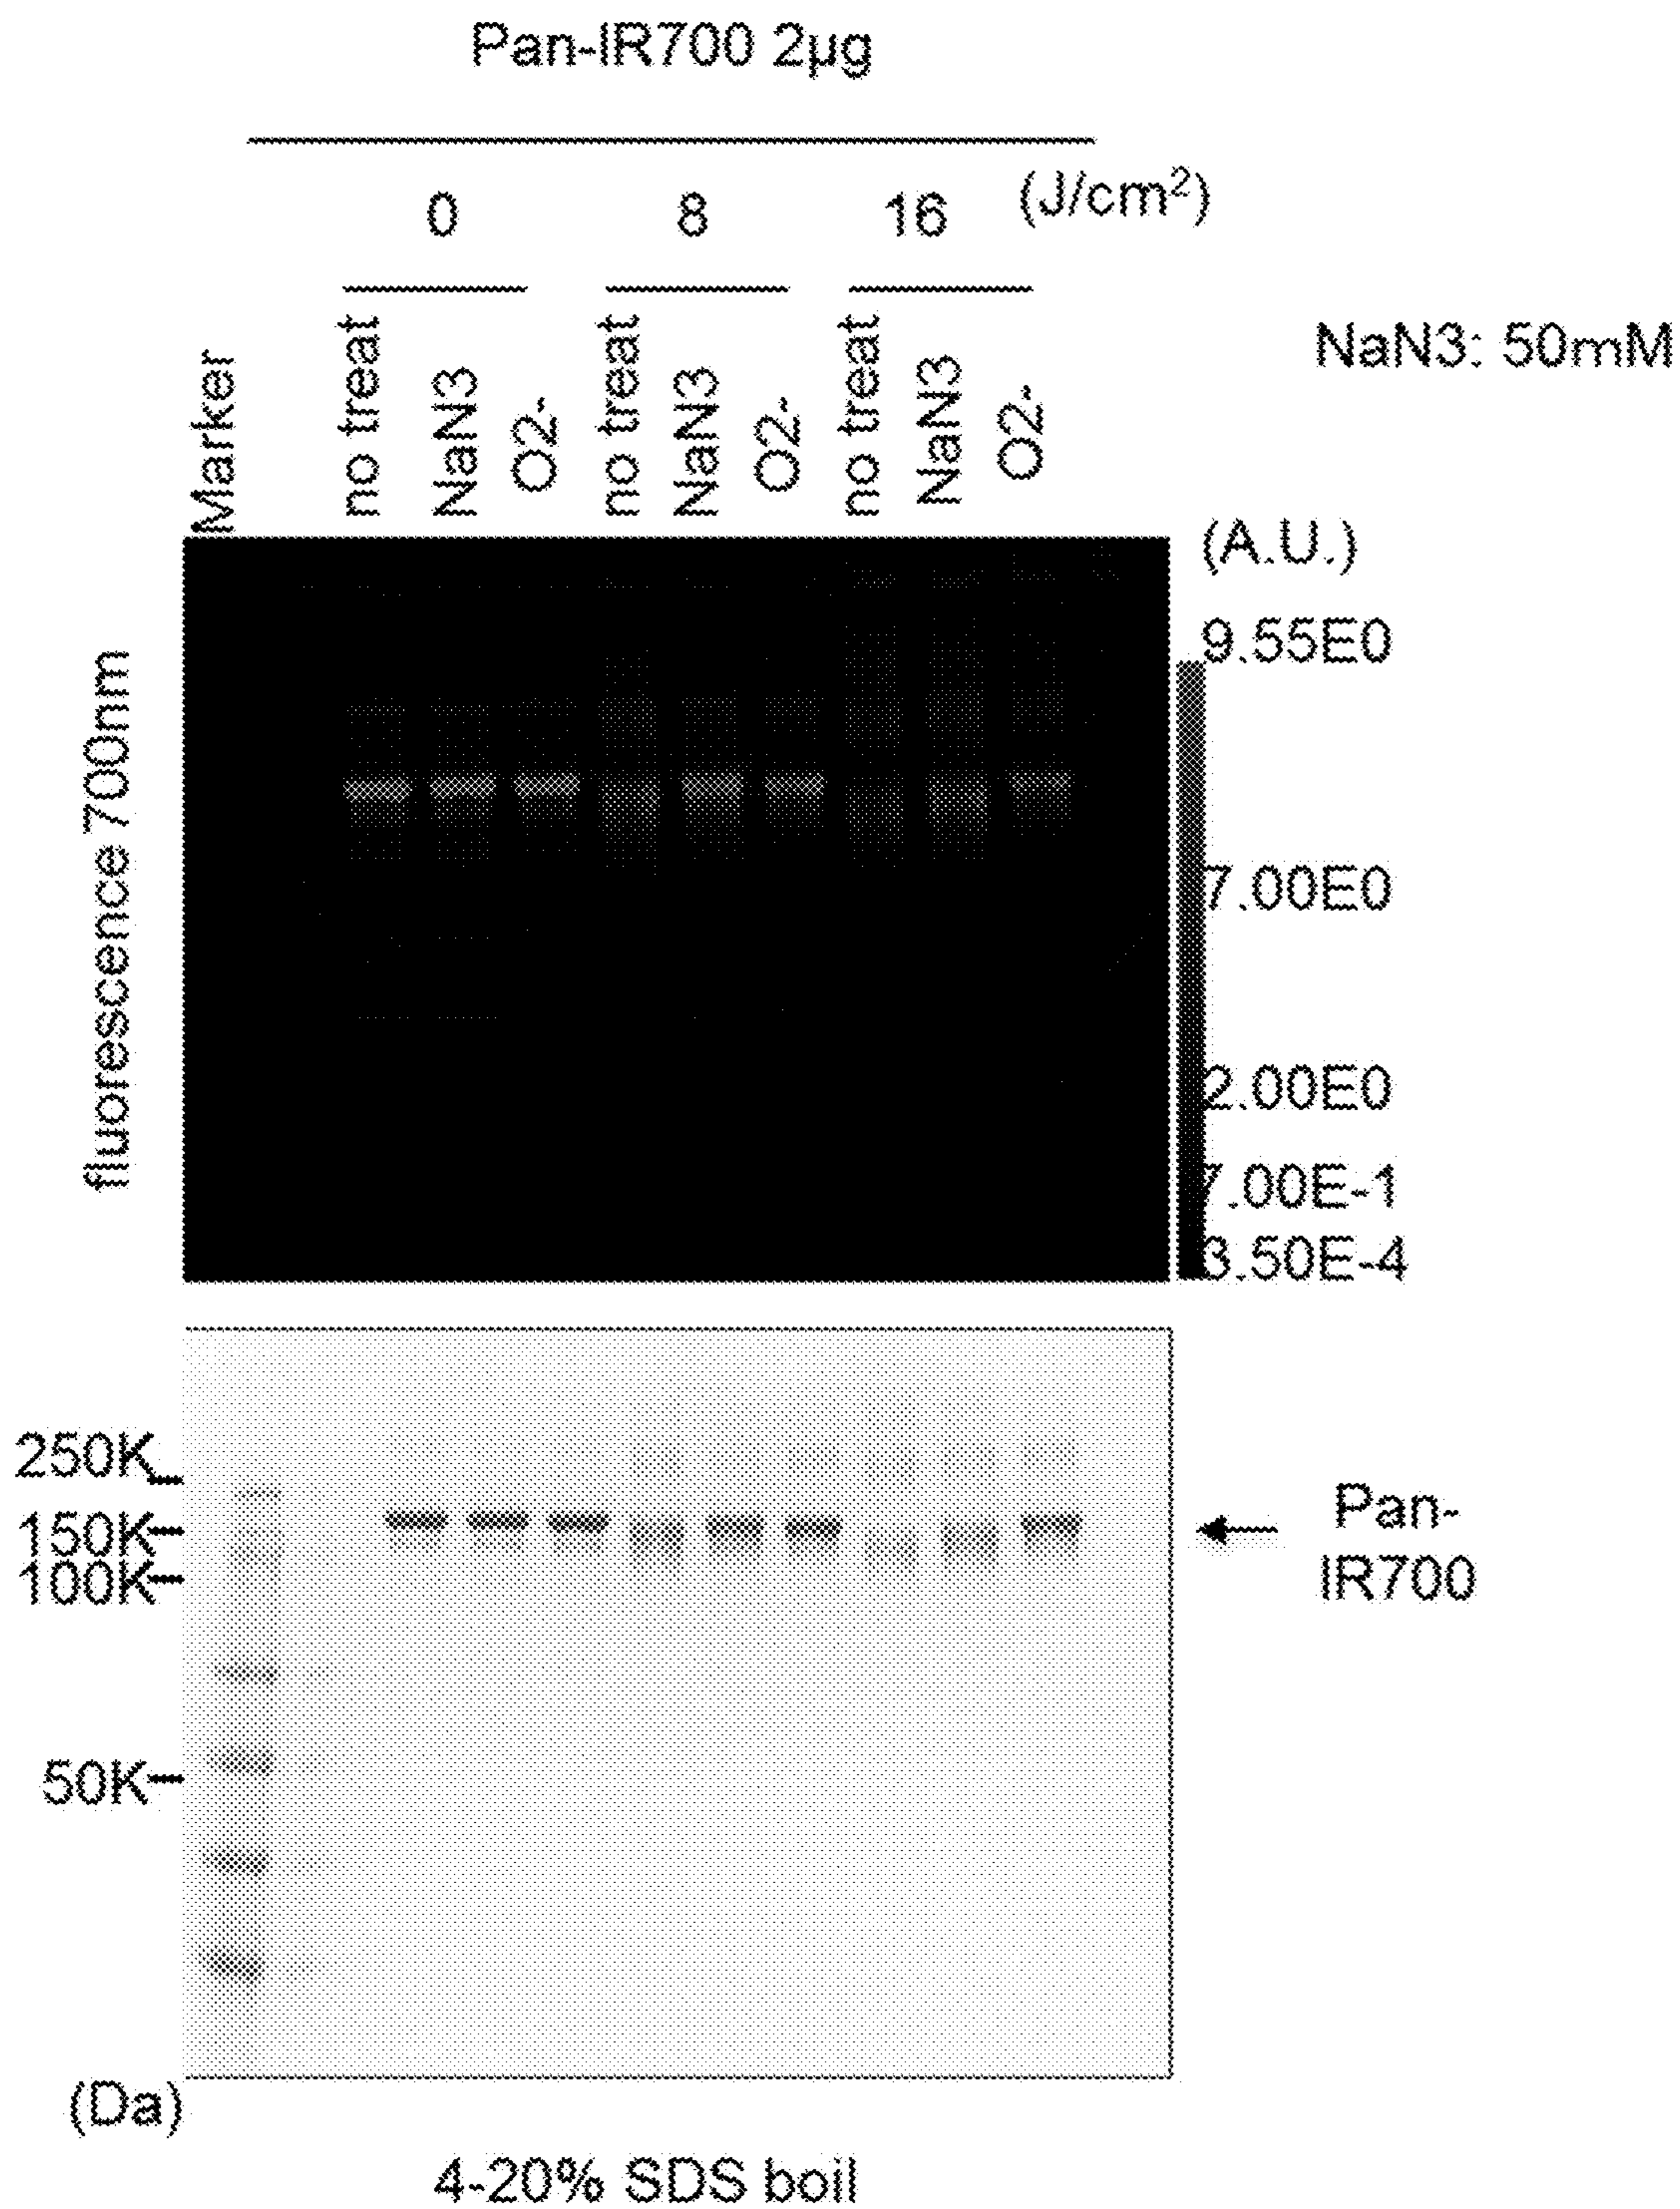 Pan-IR700 2µg
0 8 16 (J/cm²)
Marker
no treat
NaN3
O2-
no treat
NaN3
O2-
no treat
NaN3
O2-
NaN3: 50mM
fluorescence 700nm
(A.U.)
9.55E0
7.00E0
2.00E0
7.00E-1
3.50E-4
250K
150K
100K
50K
(Da)
Pan-
IR700
4-20% SDS boil